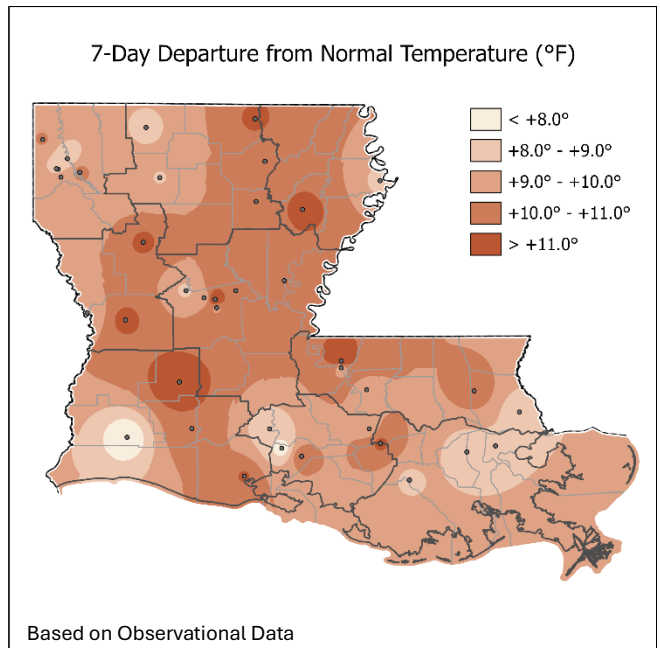 7-Day Departure from Normal Temperature (°F)
< +8.0°
+8.0° - +9.0°
+9.0° - +10.0°
+10.0° - +11.0°
> +11.0°
Based on Observational Data